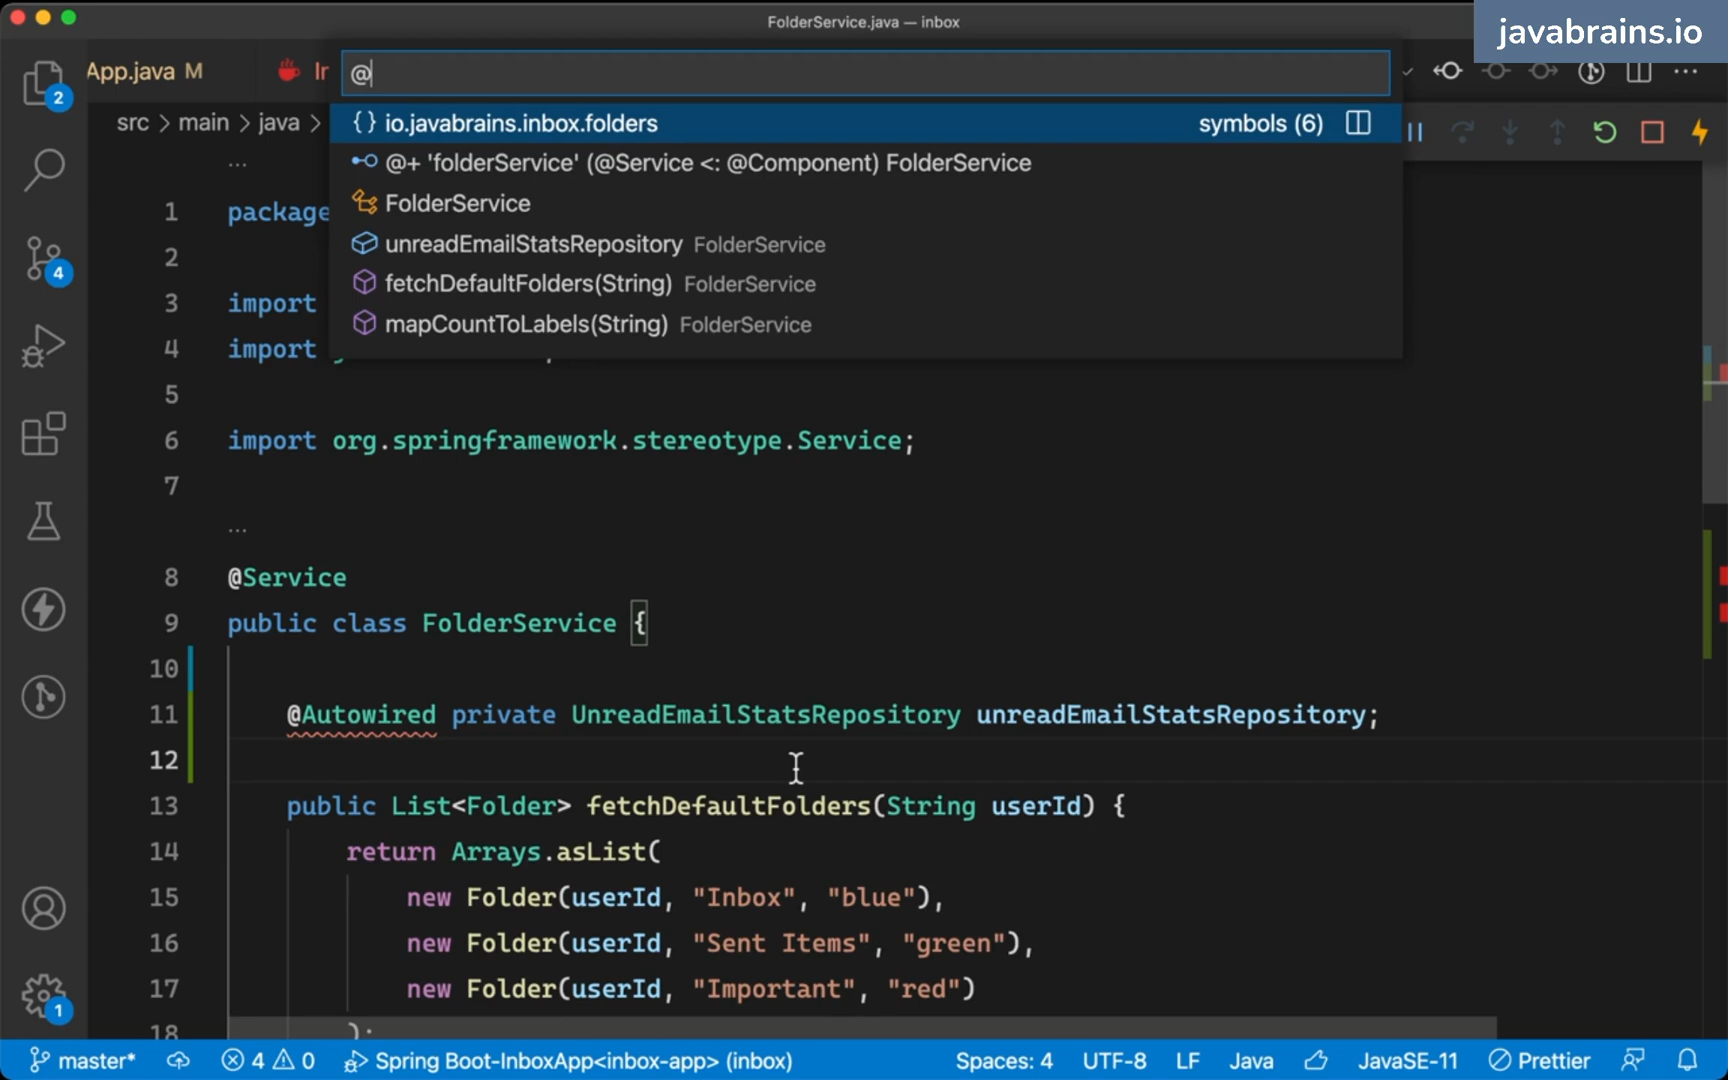 FolderService.java — inbox
javabrains.io
App.java M
Ir
@
2
src > main > java >
{} io.javabrains.inbox.folders symbols (6)
@+ 'folderService' (@Service <: @Component) FolderService
FolderService
unreadEmailStatsRepository FolderService
fetchDefaultFolders(String) FolderService
mapCountToLabels(String) FolderService
4
...
1 package
2
3 import
4 import
5
6 import org.springframework.stereotype.Service;
7
...
8 @Service
9 public class FolderService {
10
11 @Autowired private UnreadEmailStatsRepository unreadEmailStatsRepository;
12
13 public List<Folder> fetchDefaultFolders(String userId) {
14 return Arrays.asList(
15 new Folder(userId, "Inbox", "blue"),
16 new Folder(userId, "Sent Items", "green"),
17 new Folder(userId, "Important", "red")
18 );
1
master* 4 0 Spring Boot-InboxApp<inbox-app> (inbox) Spaces: 4 UTF-8 LF Java JavaSE-11 Prettier